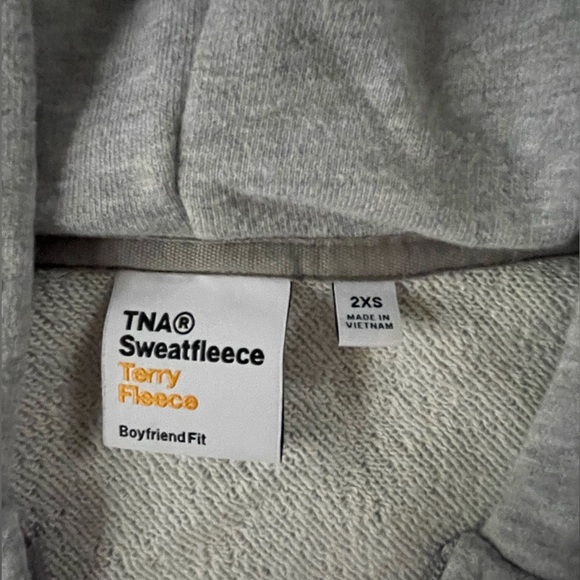 TNA®
Sweatfleece
Terry
Fleece
Boyfriend Fit
2XS
MADE IN
VIETNAM